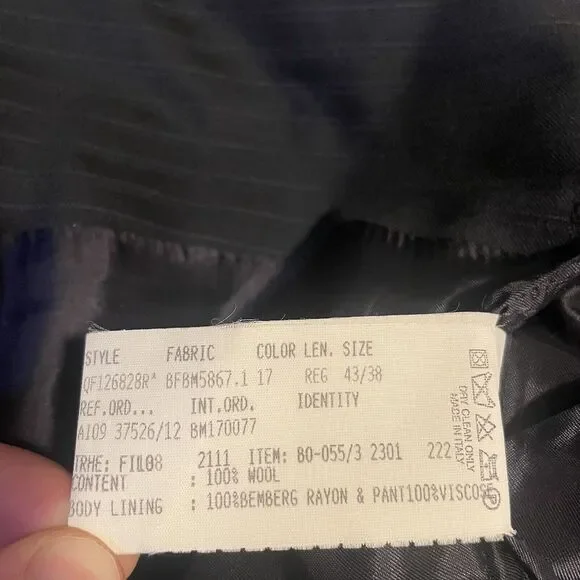 STYLE FABRIC COLOR LEN. SIZE
QF126828R* BFBM5867.1 17 REG 43/38
REF.ORD... INT.ORD. IDENTITY
AI09 37526/12 BM170077
TRHE: FIL08 2111 ITEM: BO-055/3 2301 222
CONTENT : 100% WOOL
BODY LINING : 100%BEMBERG RAYON & PANT100%VISCOSE
DRY CLEAN ONLY
MADE IN ITALY